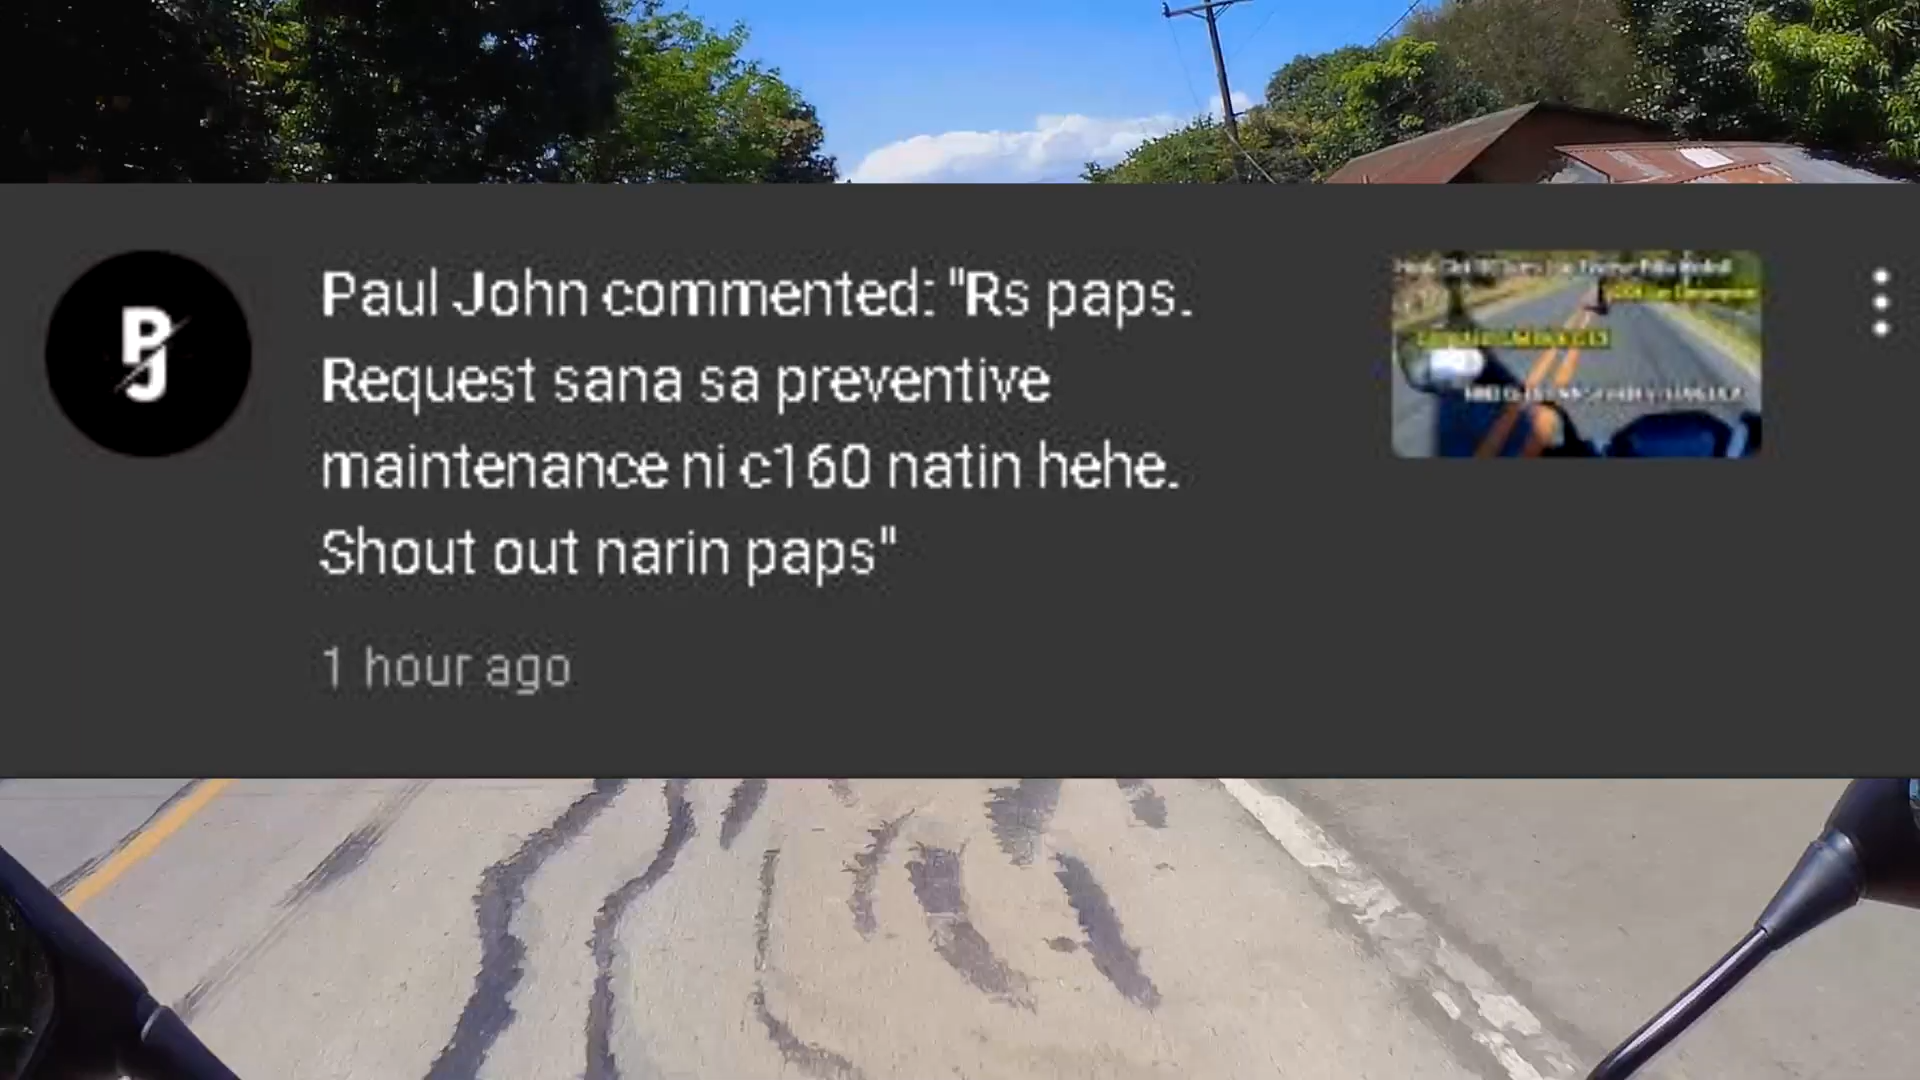 PJ
Paul John commented: "Rs paps.
Request sana sa preventive
maintenance ni c160 natin hehe.
Shout out narin paps"
1 hour ago